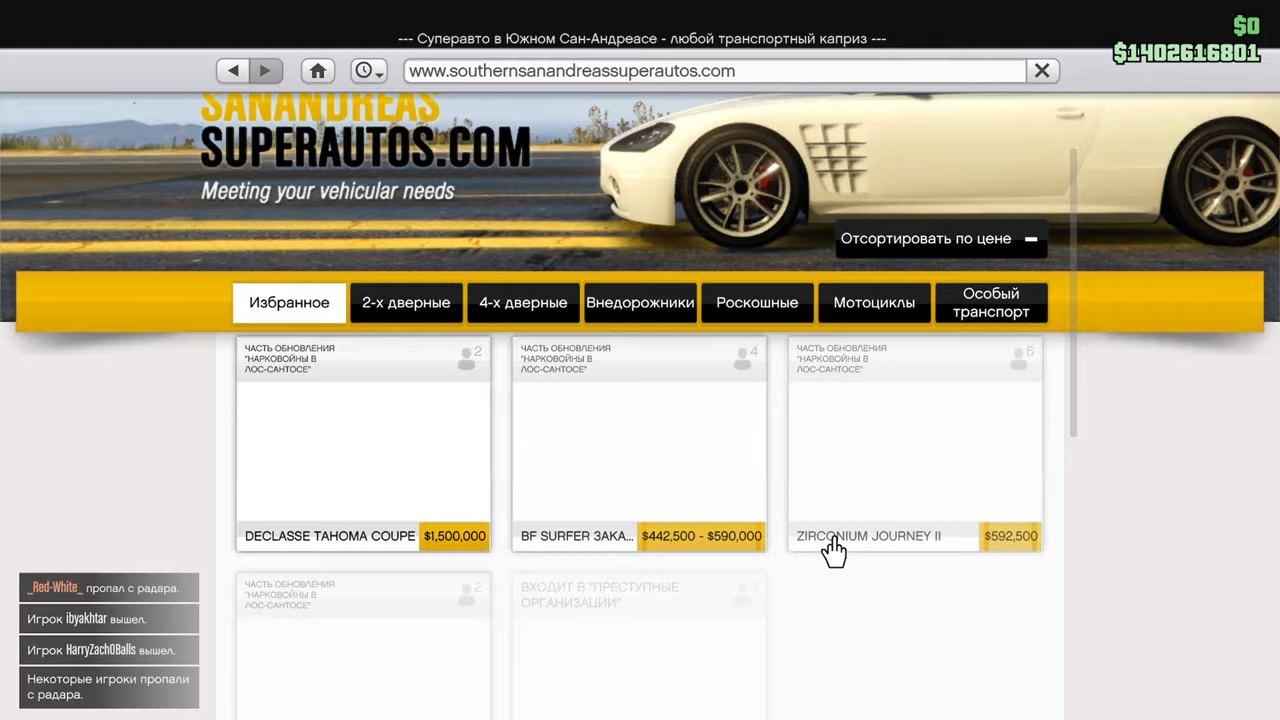 $0
--- Суперавто в Южном Сан-Андреасе - любой транспортный каприз ---
$1402616801
www.southernsanandreassuperautos.com
SANANDREAS
SUPERAUTOS.COM
Meeting your vehicular needs
Отсортировать по цене
Избранное
2-х дверные
4-х дверные
Внедорожники
Роскошные
Мотоциклы
Особый
транспорт
ЧАСТЬ ОБНОВЛЕНИЯ
"НАРКОВОЙНЫ В
ЛОС-САНТОСЕ"
2
ЧАСТЬ ОБНОВЛЕНИЯ
"НАРКОВОЙНЫ В
ЛОС-САНТОСЕ"
4
ЧАСТЬ ОБНОВЛЕНИЯ
"НАРКОВОЙНЫ В
ЛОС-САНТОСЕ"
6
DECLASSE TAHOMA COUPE
$1,500,000
BF SURFER ЗАКА...
$442,500 - $590,000
ZIRCONIUM JOURNEY II
$592,500
ЧАСТЬ ОБНОВЛЕНИЯ
"НАРКОВОЙНЫ В
ЛОС-САНТОСЕ"
2
ВХОДИТ В "ПРЕСТУПНЫЕ
ОРГАНИЗАЦИИ"
_Red-White_ пропал с радара.
Игрок ibyakhtar вышел.
Игрок HarryZach0Balls вышел.
Некоторые игроки пропали
с радара.